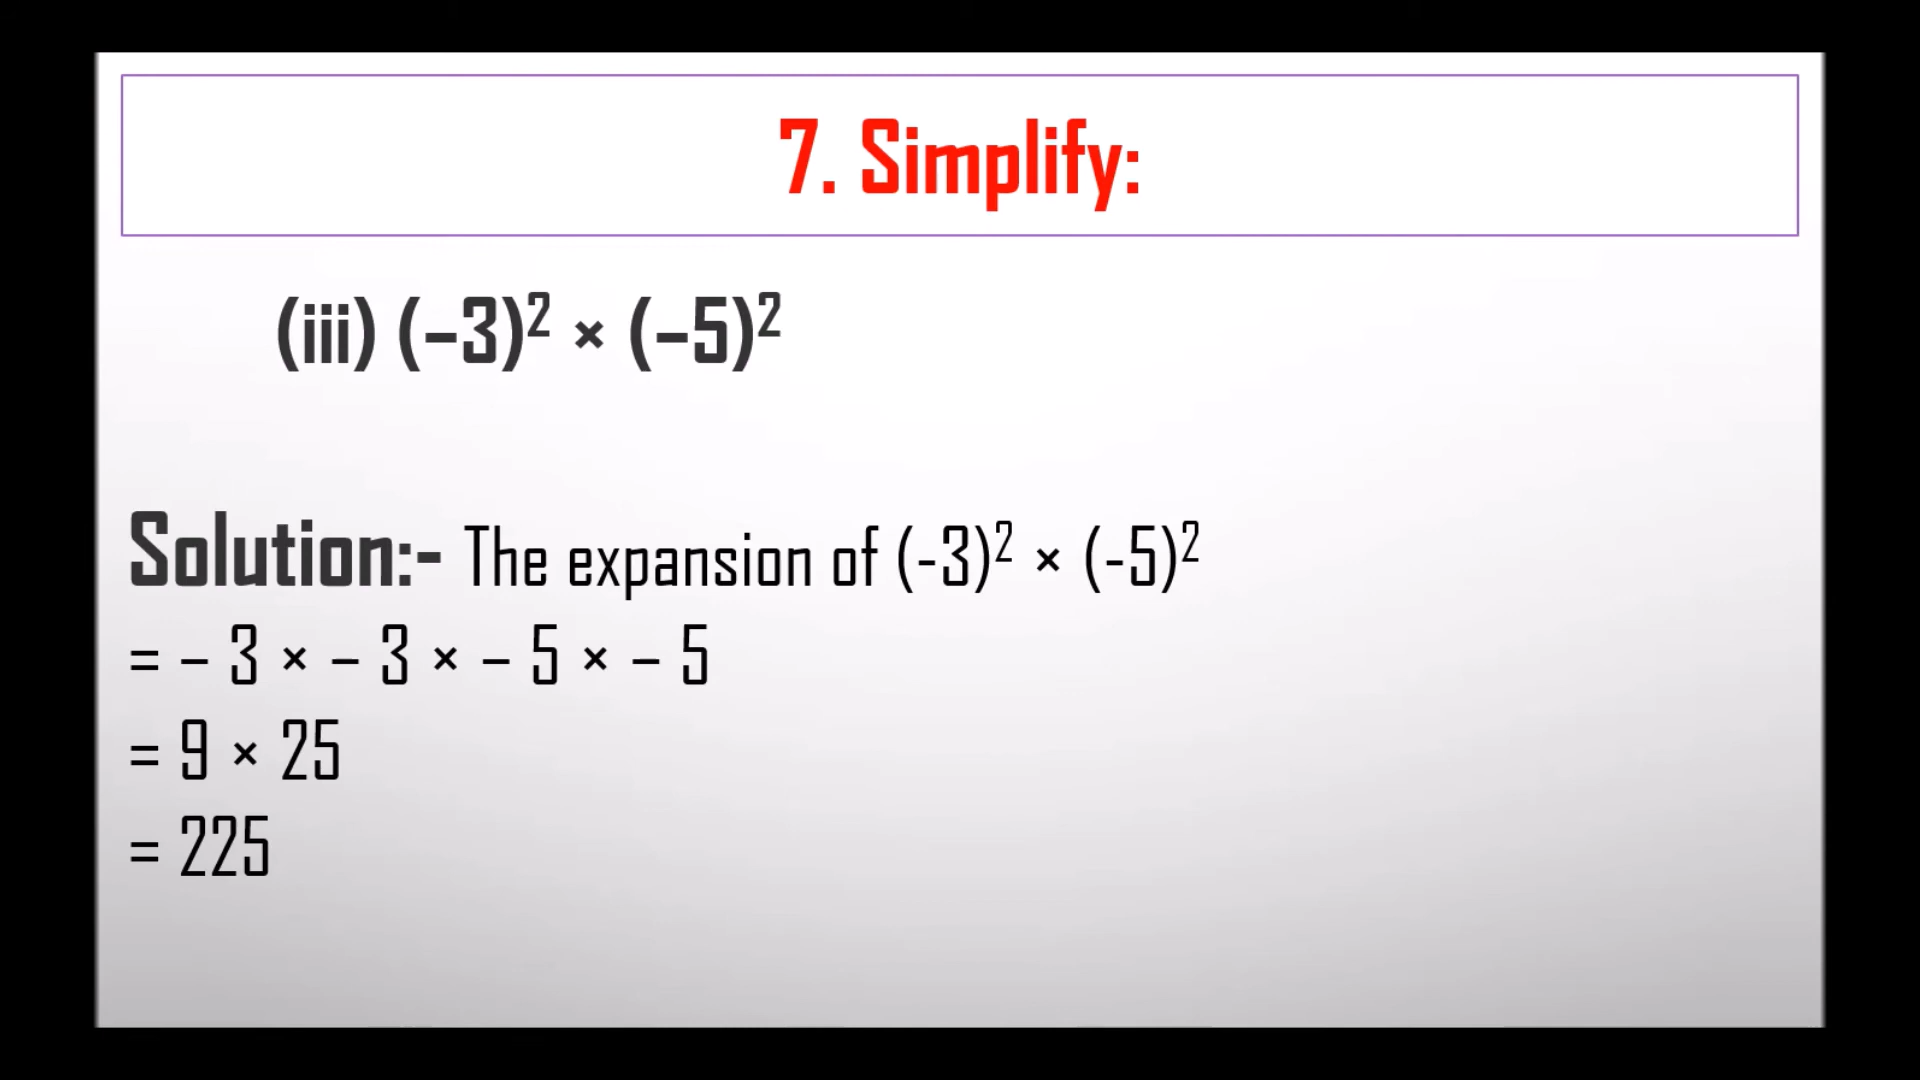 7. Simplify:
(iii) (–3)² × (–5)²
Solution:- The expansion of (-3)² × (-5)²
= – 3 × – 3 × – 5 × – 5
= 9 × 25
= 225